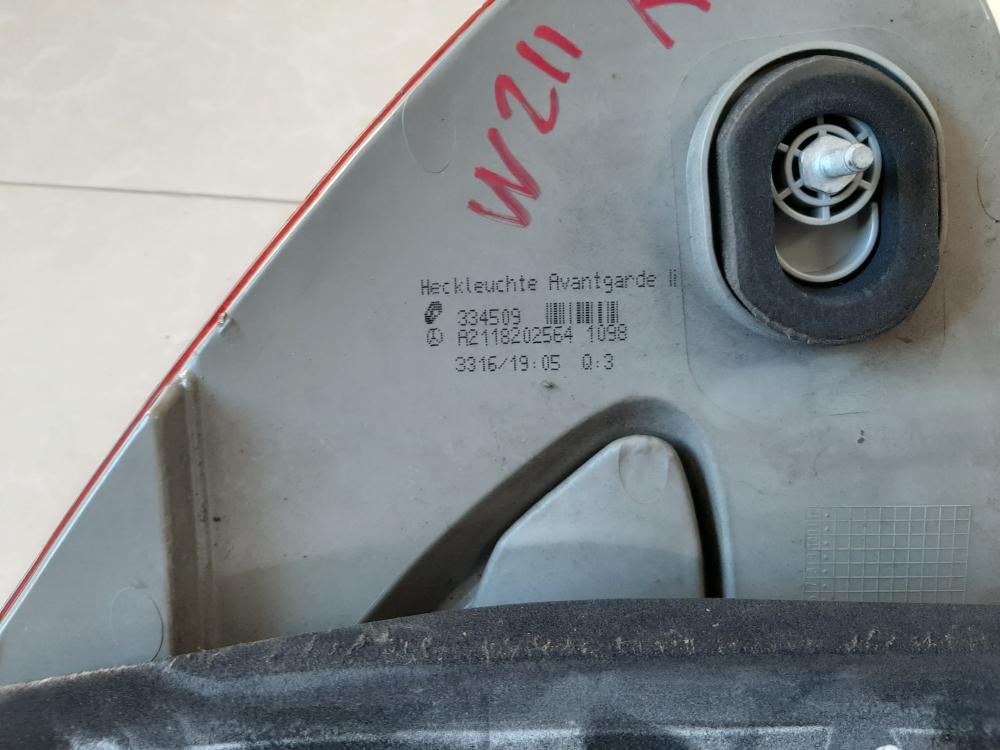 W211
Heckleuchte Avantgarde li
334509
A2118202564 1098
3316/19:05 Q:3